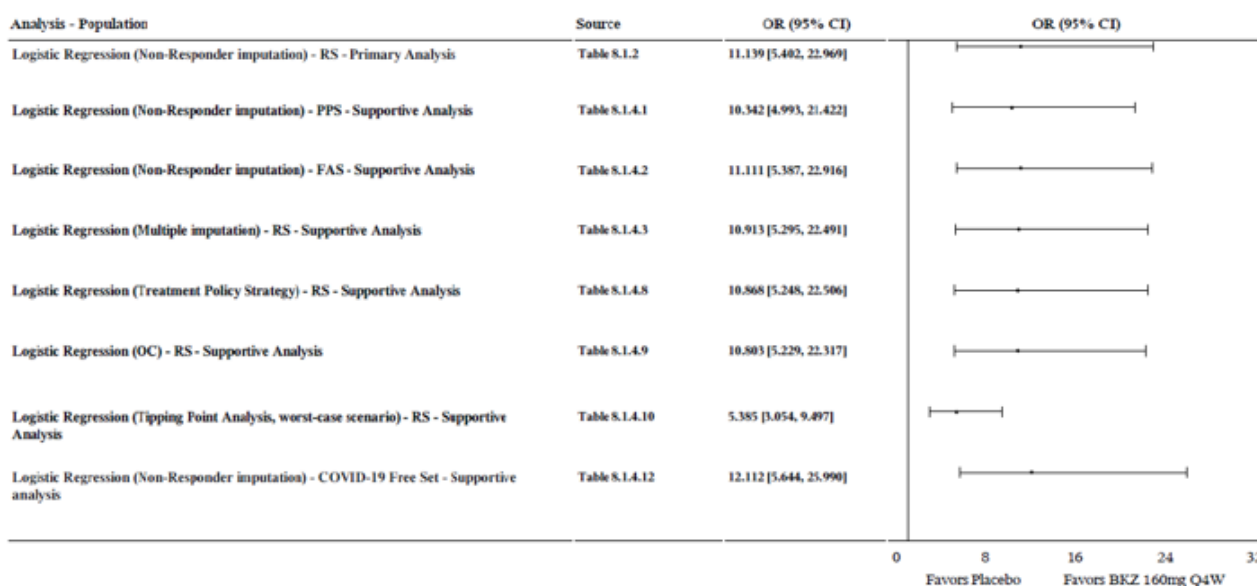 Analysis - Population Source OR (95% CI) OR (95% CI)
Logistic Regression (Non-Responder imputation) - RS - Primary Analysis Table 8.1.2 11.139 [5.402, 22.969]
Logistic Regression (Non-Responder imputation) - PPS - Supportive Analysis Table 8.1.4.1 10.342 [4.993, 21.422]
Logistic Regression (Non-Responder imputation) - FAS - Supportive Analysis Table 8.1.4.2 11.111 [5.387, 22.916]
Logistic Regression (Multiple imputation) - RS - Supportive Analysis Table 8.1.4.3 10.913 [5.295, 22.491]
Logistic Regression (Treatment Policy Strategy) - RS - Supportive Analysis Table 8.1.4.8 10.868 [5.248, 22.506]
Logistic Regression (OC) - RS - Supportive Analysis Table 8.1.4.9 10.803 [5.229, 22.317]
Logistic Regression (Tipping Point Analysis, worst-case scenario) - RS - Supportive Table 8.1.4.10 5.385 [3.054, 9.497]
Analysis
Logistic Regression (Non-Responder imputation) - COVID-19 Free Set - Supportive Table 8.1.4.12 12.112 [5.644, 25.990]
analysis
0 8 16 24
Favors Placebo Favors BKZ 160mg Q4W